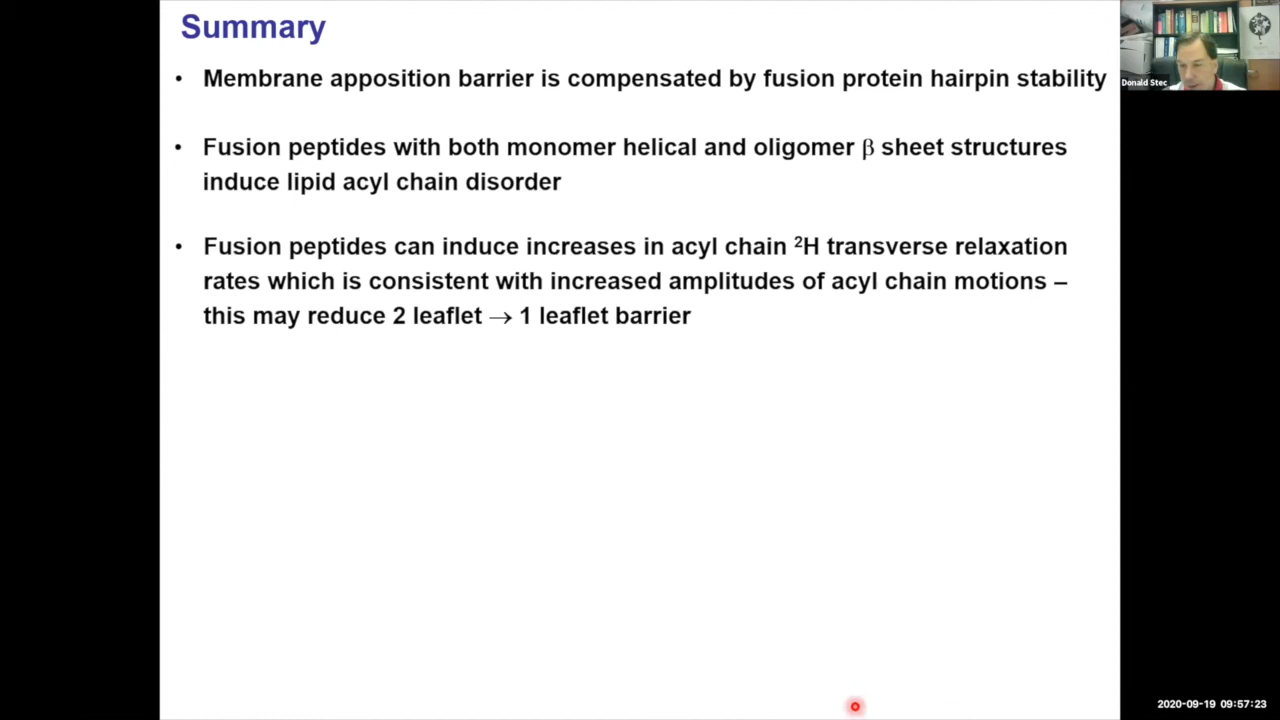 Summary
• Membrane apposition barrier is compensated by fusion protein hairpin stability
• Fusion peptides with both monomer helical and oligomer β sheet structures
induce lipid acyl chain disorder
• Fusion peptides can induce increases in acyl chain ²H transverse relaxation
rates which is consistent with increased amplitudes of acyl chain motions –
this may reduce 2 leaflet → 1 leaflet barrier
Donald Stec
2020-09-19 09:57:23